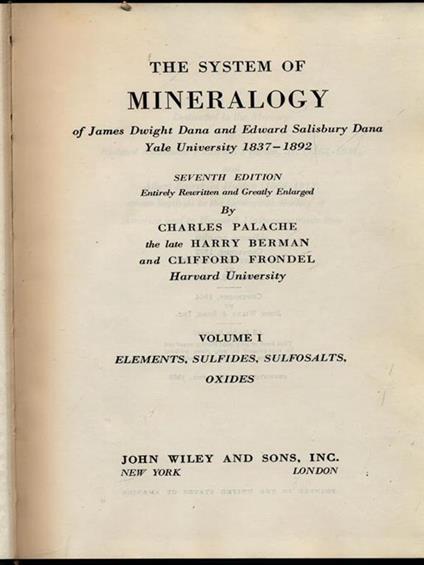 THE SYSTEM OF
MINERALOGY
of James Dwight Dana and Edward Salisbury Dana
Yale University 1837–1892
SEVENTH EDITION
Entirely Rewritten and Greatly Enlarged
By
CHARLES PALACHE
the late HARRY BERMAN
and CLIFFORD FRONDEL
Harvard University
VOLUME I
ELEMENTS, SULFIDES, SULFOSALTS,
OXIDES
JOHN WILEY AND SONS, INC.
NEW YORK LONDON